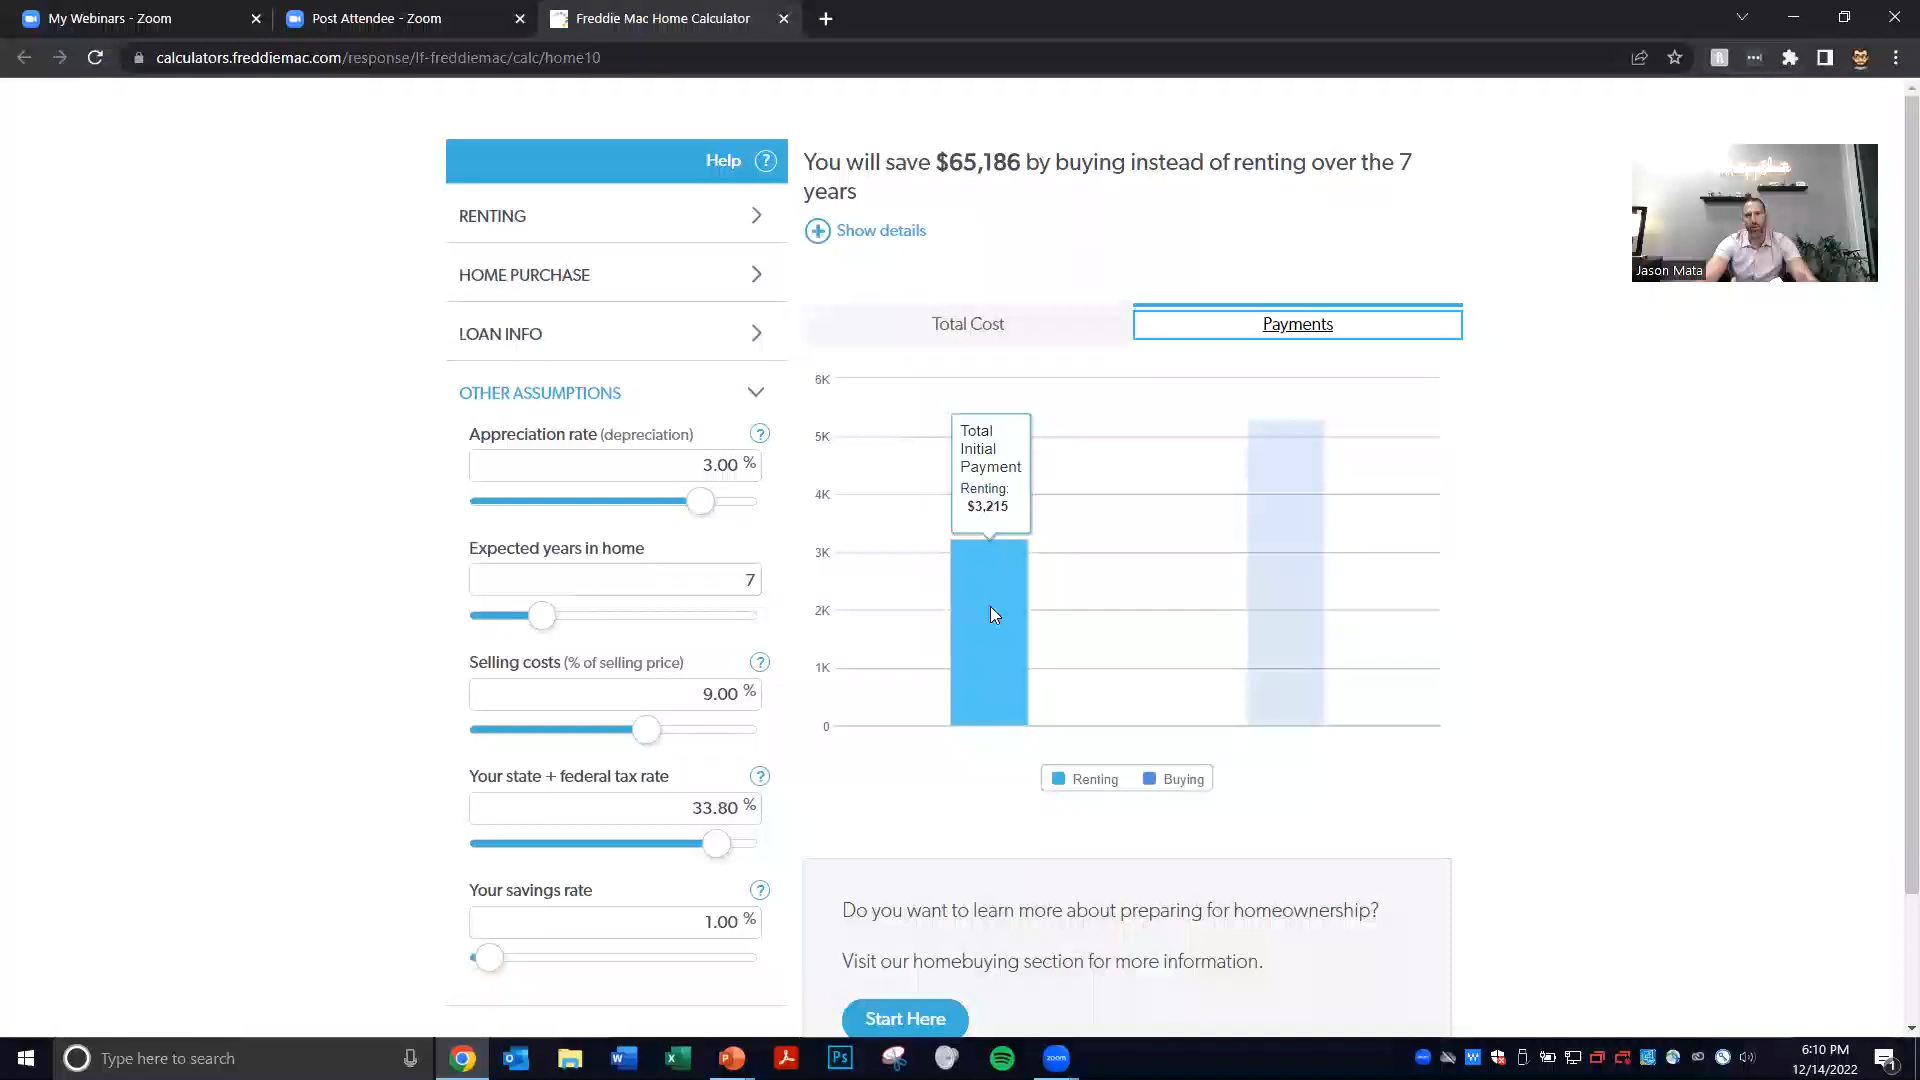 My Webinars - Zoom
Post Attendee - Zoom
Freddie Mac Home Calculator
calculators.freddiemac.com/response/lf-freddiemac/calc/home10
Help ?
RENTING
HOME PURCHASE
LOAN INFO
OTHER ASSUMPTIONS
Appreciation rate (depreciation) ?
3.00 %
Expected years in home
7
Selling costs (% of selling price) ?
9.00 %
Your state + federal tax rate ?
33.80 %
Your savings rate ?
1.00 %
You will save $65,186 by buying instead of renting over the 7
years
Show details
Total Cost
Payments
6K
5K
4K
3K
2K
1K
0
Total
Initial
Payment
Renting:
$3,215
Renting
Buying
Do you want to learn more about preparing for homeownership?
Visit our homebuying section for more information.
Start Here
Jason Mata
Type here to search
Ps
zoom
6:10 PM
12/14/2022
1